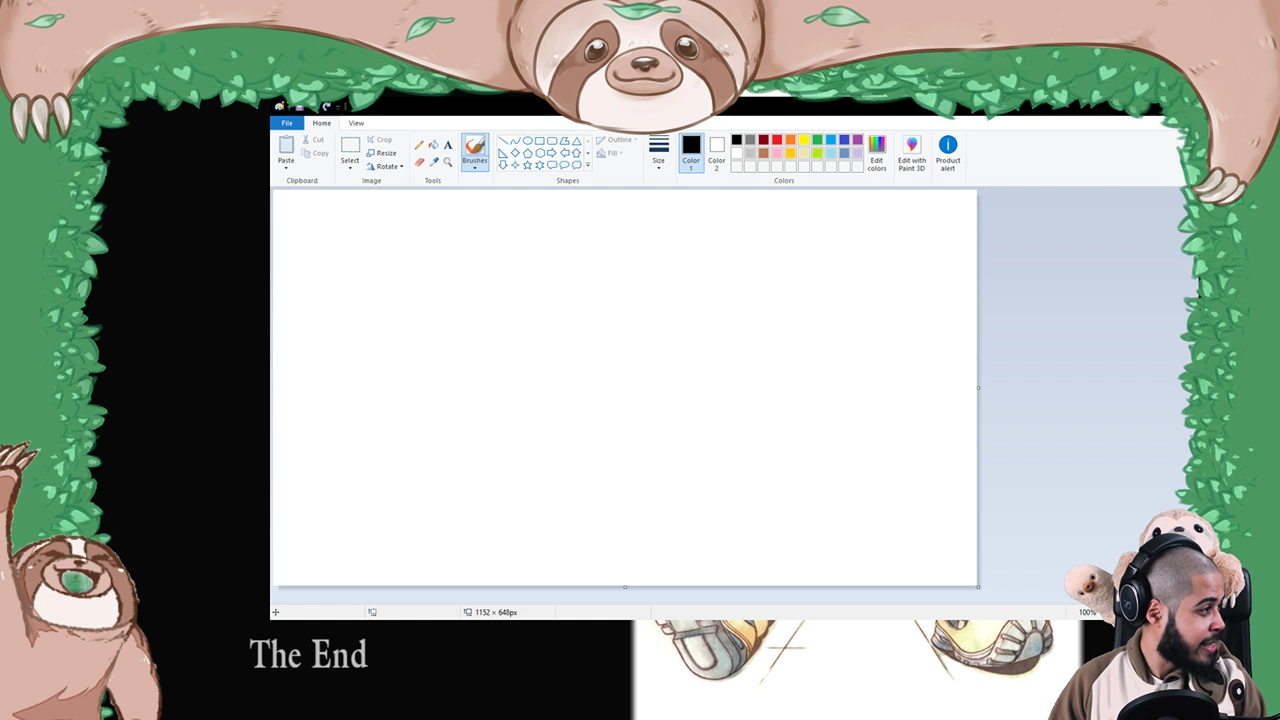 File Home View
Paste
Cut
Copy
Clipboard
Select
Crop
Resize
Rotate
Image
A
Tools
Brushes
Shapes
Outline
Fill
Size
Color
1
Color
2
Colors
Edit
colors
Edit with
Paint 3D
Product
alert
1152 × 648px
100%
The End